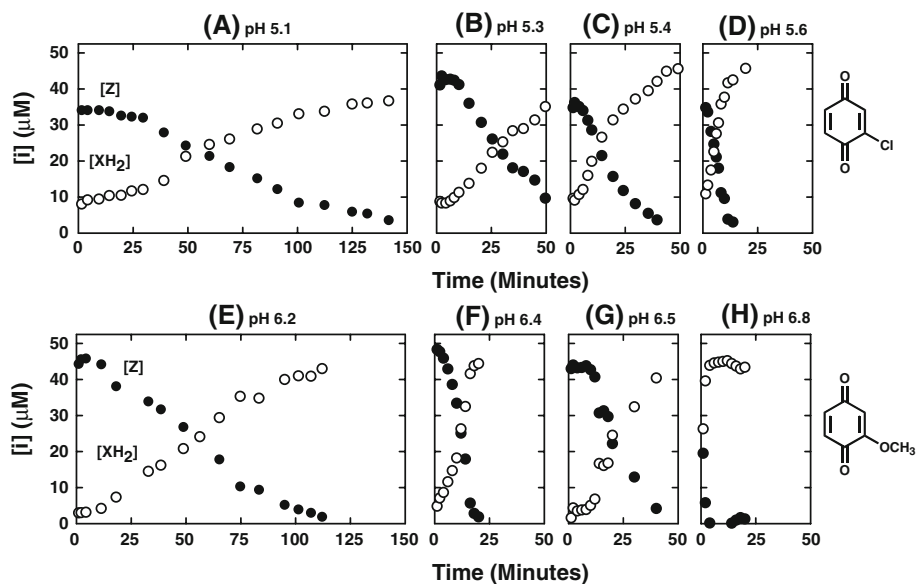 (A) pH 5.1
(B) pH 5.3
(C) pH 5.4
(D) pH 5.6
50
40
30
20
10
0
[i] (μM)
[Z]
[XH2]
0 25 50 75 100 125 150
0 25 50
0 25 50
0 25 50
Time (Minutes)
O
Cl
O
(E) pH 6.2
(F) pH 6.4
(G) pH 6.5
(H) pH 6.8
50
40
30
20
10
0
[i] (μM)
[Z]
[XH2]
0 25 50 75 100 125 150
0 25 50
0 25 50
0 25 50
Time (Minutes)
O
OCH3
O